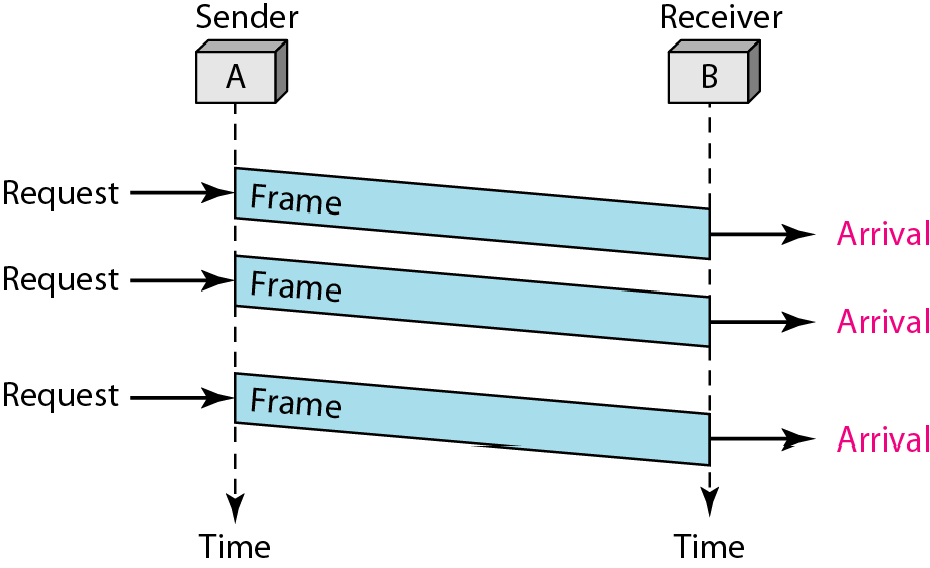 Sender
Receiver
A
B
Request
Frame
Arrival
Request
Frame
Arrival
Request
Frame
Arrival
Time
Time